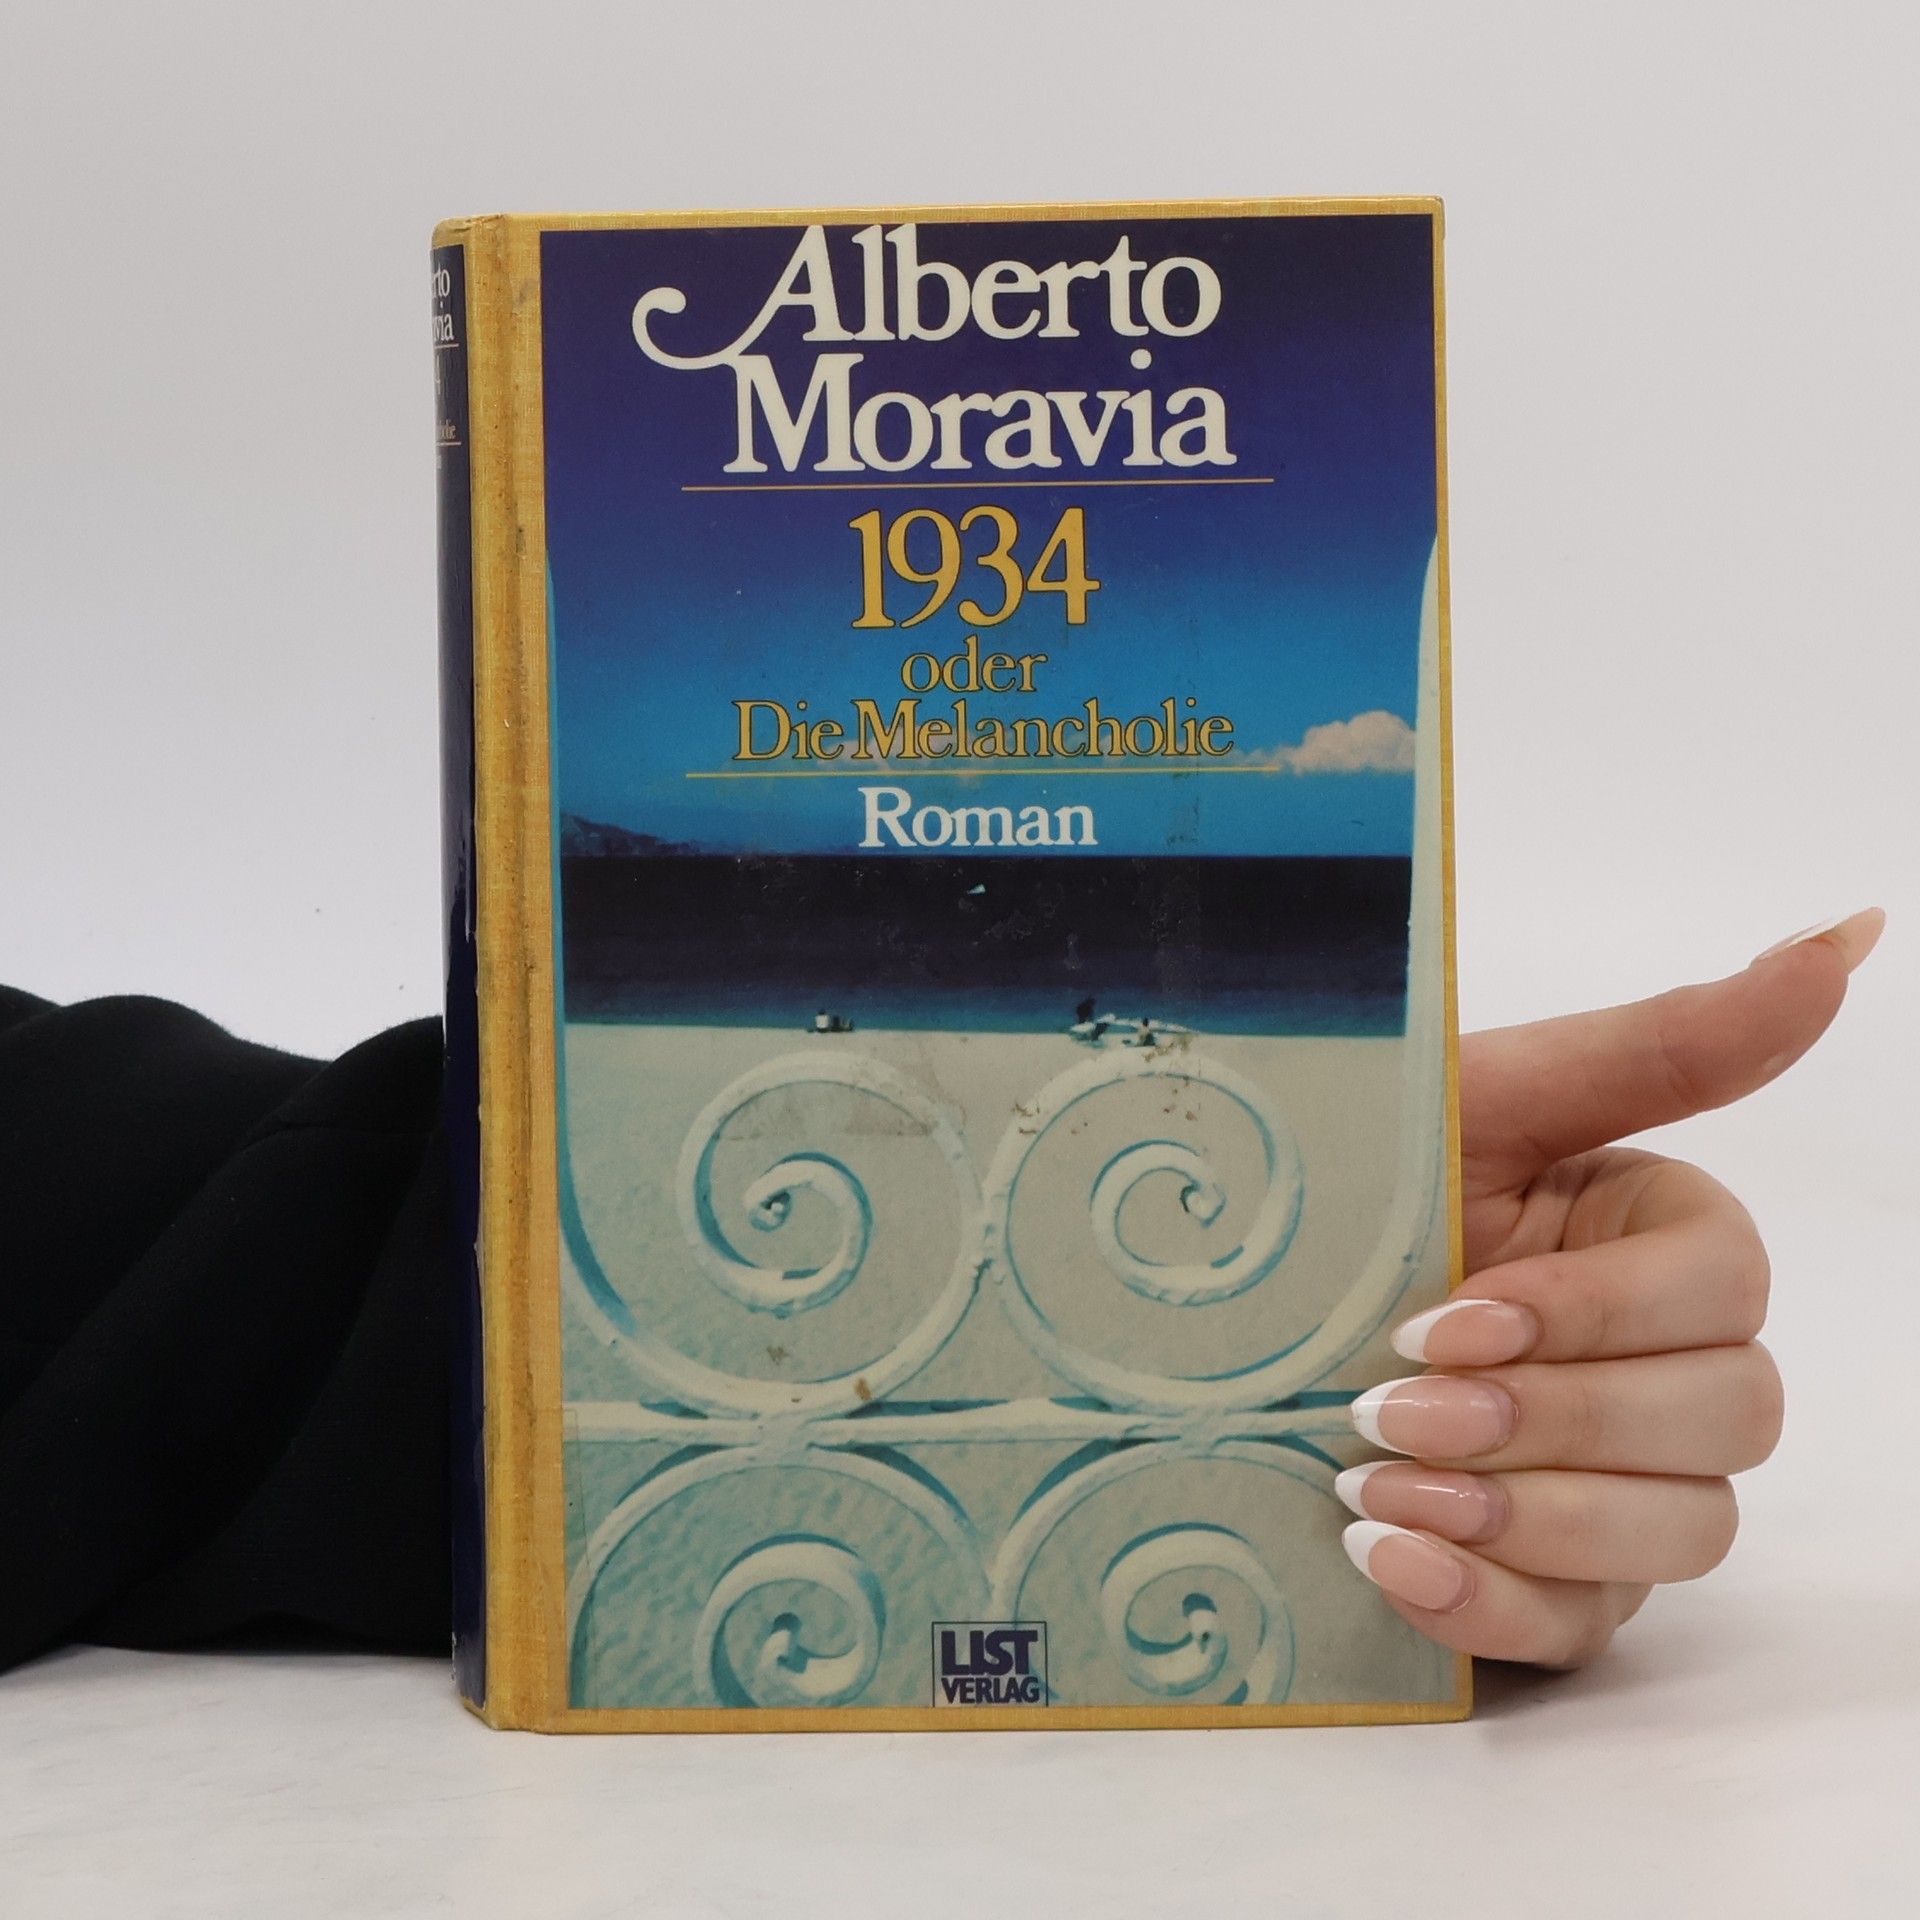 Alberto
Moravia
1934
oder
Die Melancholie
Roman
LIST
VERLAG